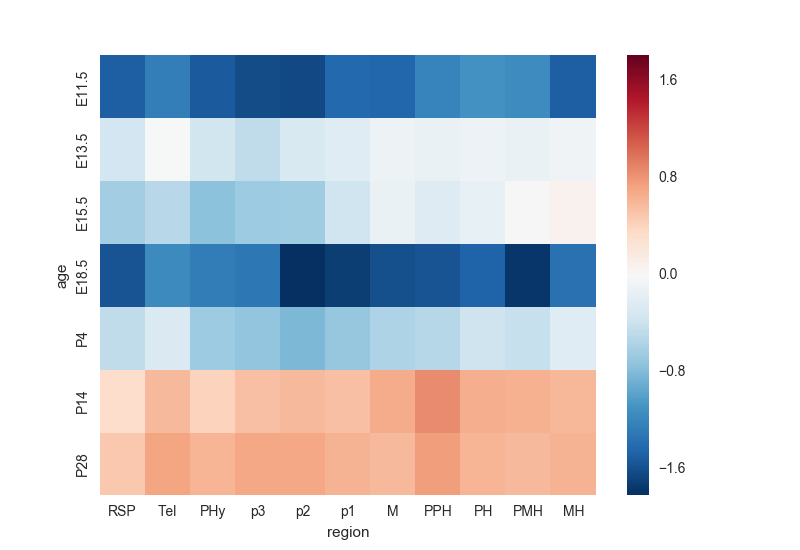 E11.5
E13.5
E15.5
E18.5
P4
P14
P28
age
RSP Tel PHy p3 p2 p1 M PPH PH PMH MH
region
1.6
0.8
0.0
−0.8
−1.6